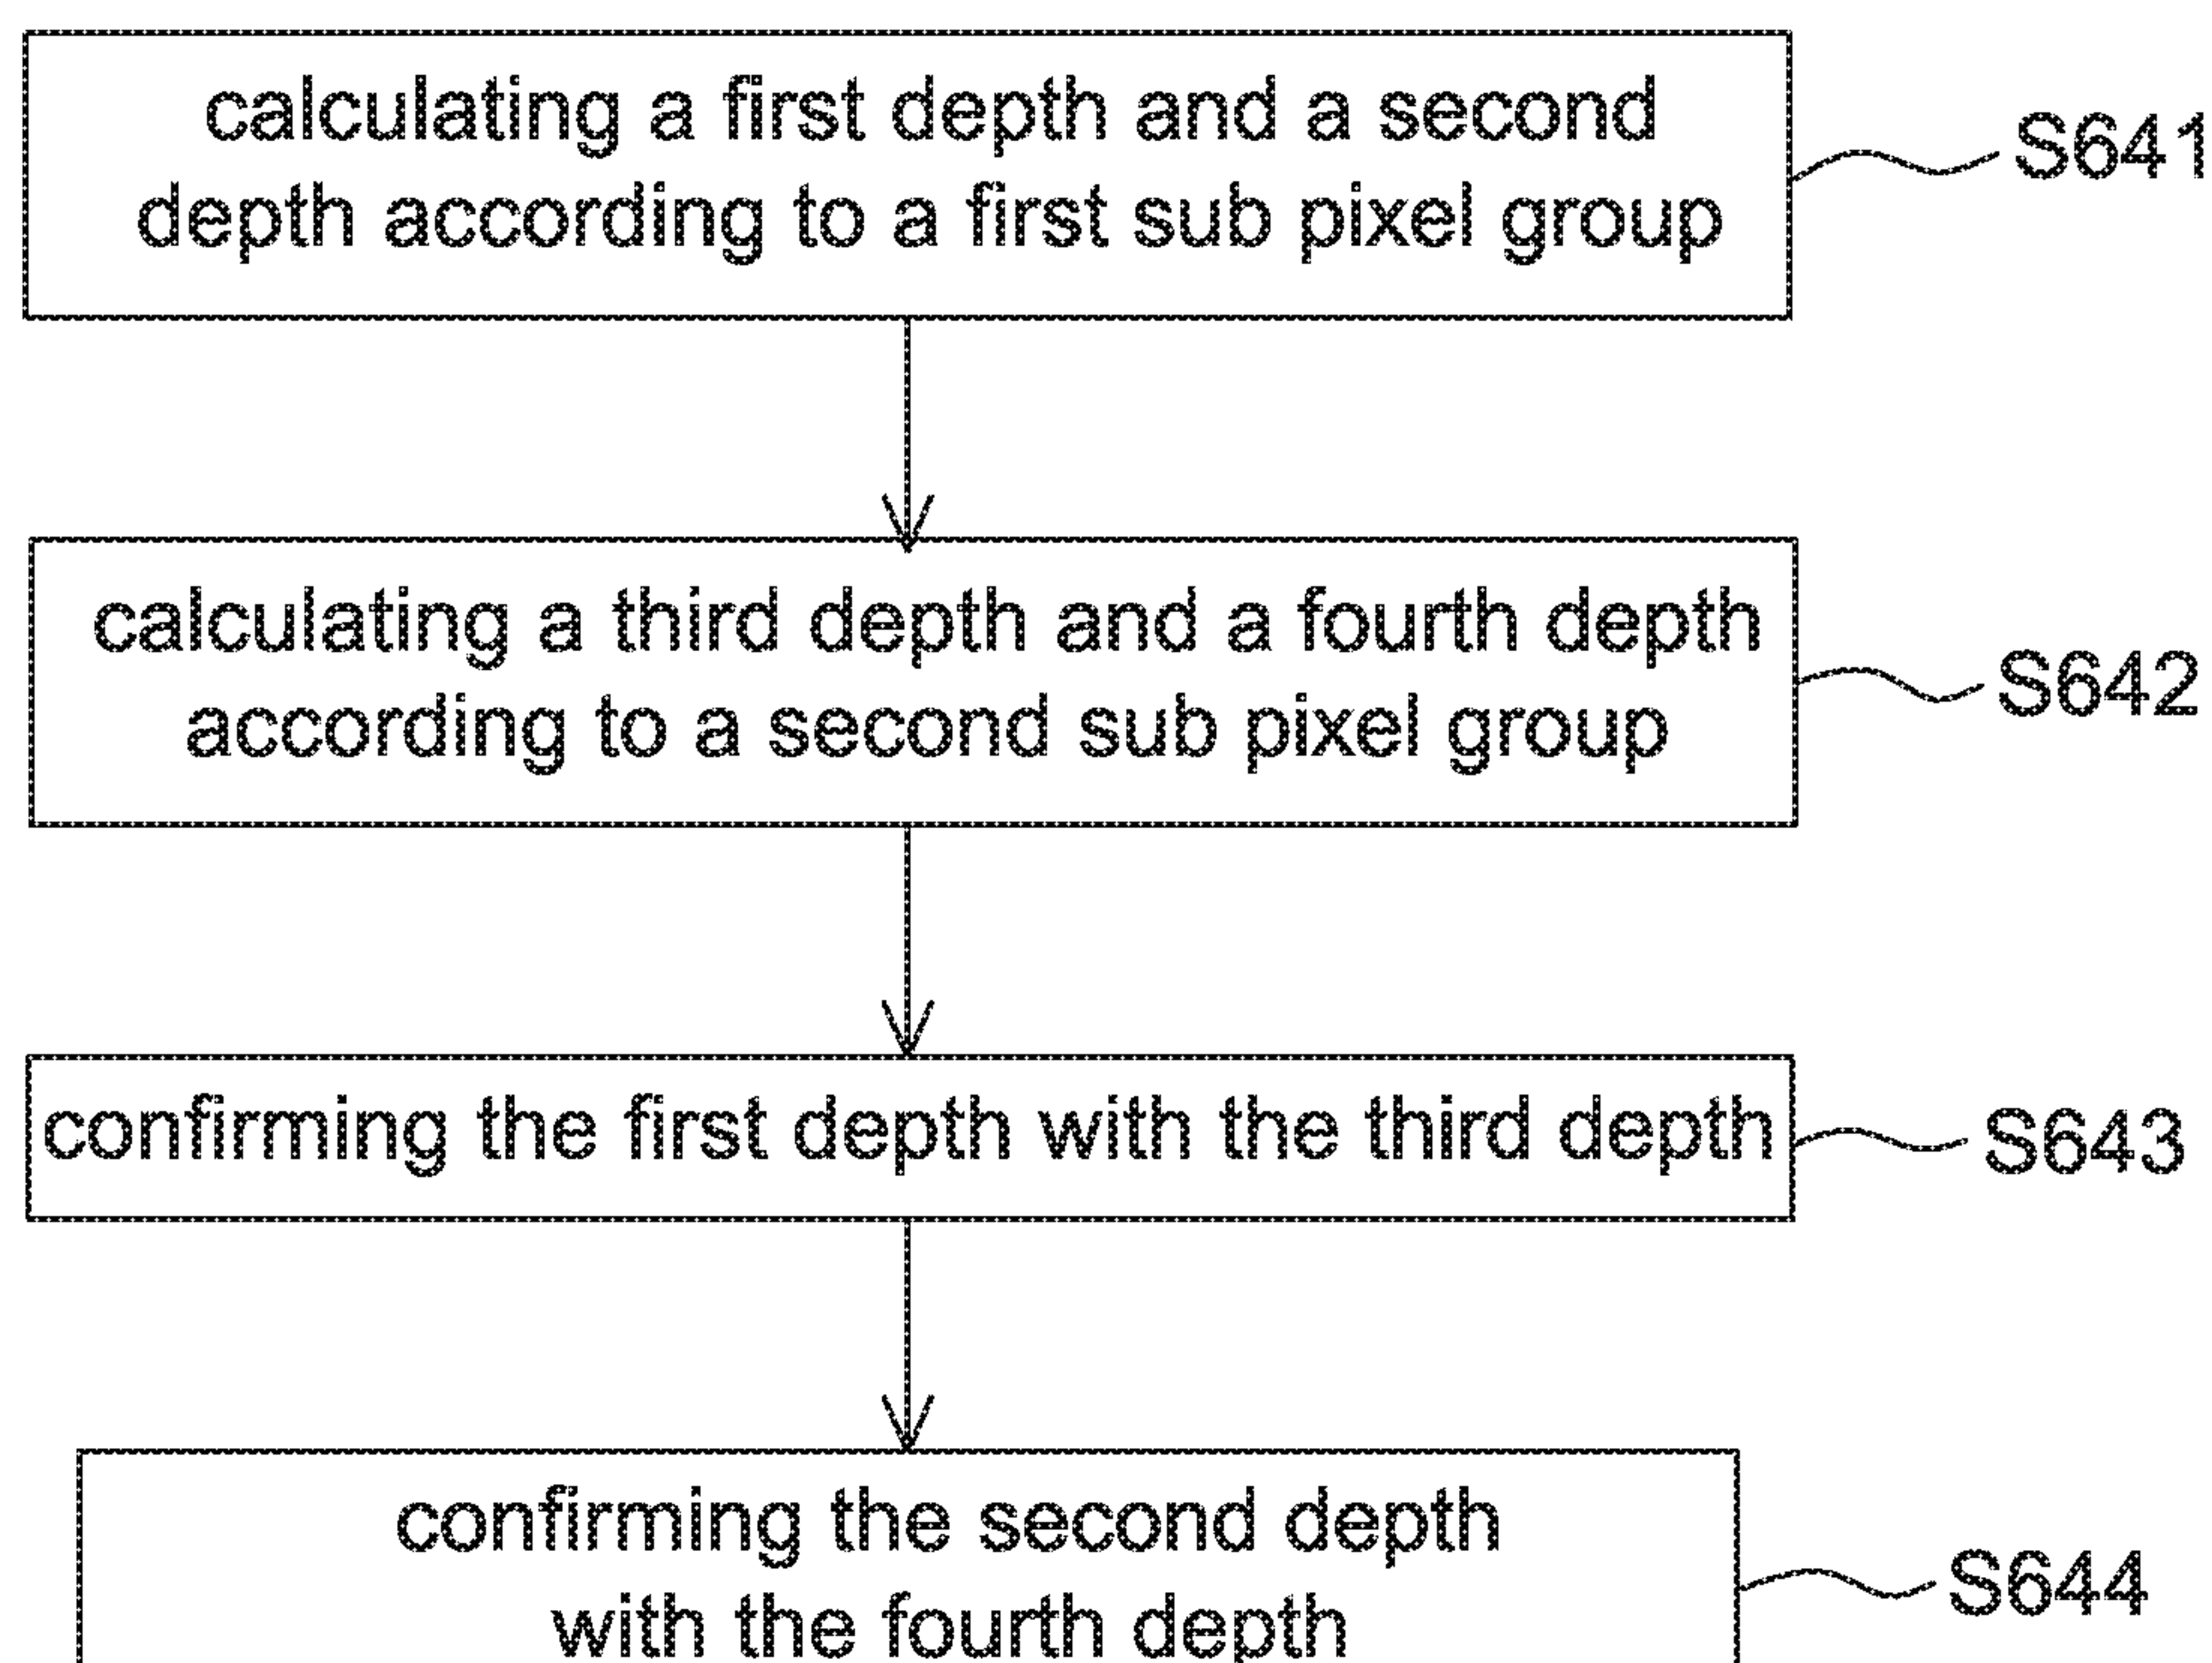 calculating a first depth and a second
depth according to a first sub pixel group
S641
calculating a third depth and a fourth depth
according to a second sub pixel group
S642
confirming the first depth with the third depth
S643
confirming the second depth
with the fourth depth
S644